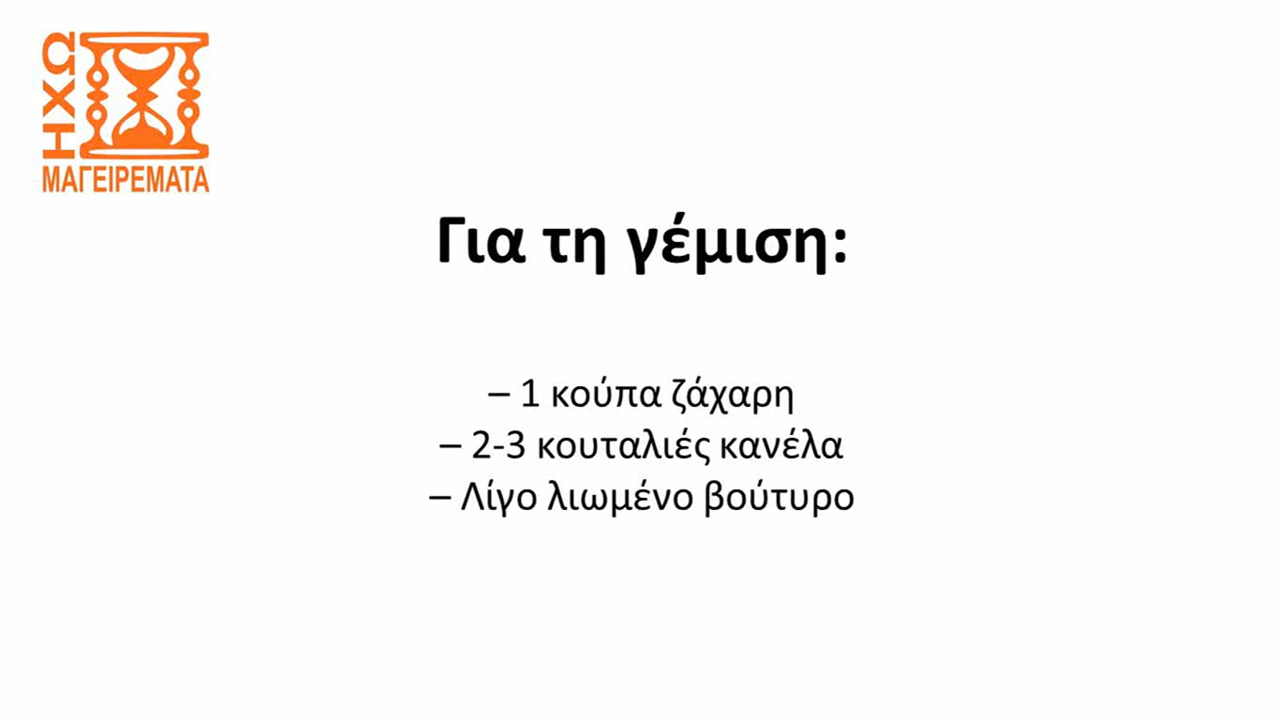 ΗΧΩ
ΜΑΓΕΙΡΕΜΑΤΑ
Για τη γέμιση:
– 1 κούπα ζάχαρη
– 2-3 κουταλιές κανέλα
– Λίγο λιωμένο βούτυρο